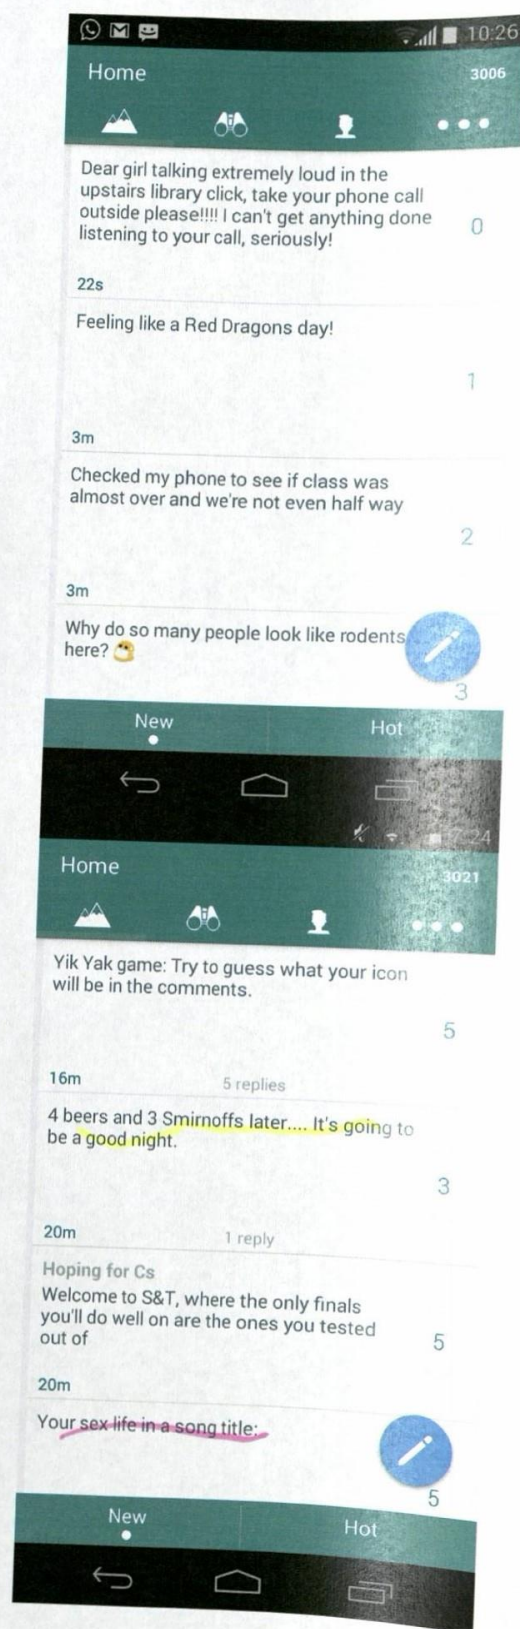 10:26
Home
3006
Dear girl talking extremely loud in the
upstairs library click, take your phone call
outside please!!!! I can't get anything done
listening to your call, seriously!
0
22s
Feeling like a Red Dragons day!
1
3m
Checked my phone to see if class was
almost over and we're not even half way
2
3m
Why do so many people look like rodents
here?
3
New
Hot
Home
3021
Yik Yak game: Try to guess what your icon
will be in the comments.
5
16m
5 replies
4 beers and 3 Smirnoffs later.... It's going to
be a good night.
3
20m
1 reply
Hoping for Cs
Welcome to S&T, where the only finals
you'll do well on are the ones you tested
out of
5
20m
Your sex life in a song title:
5
New
Hot